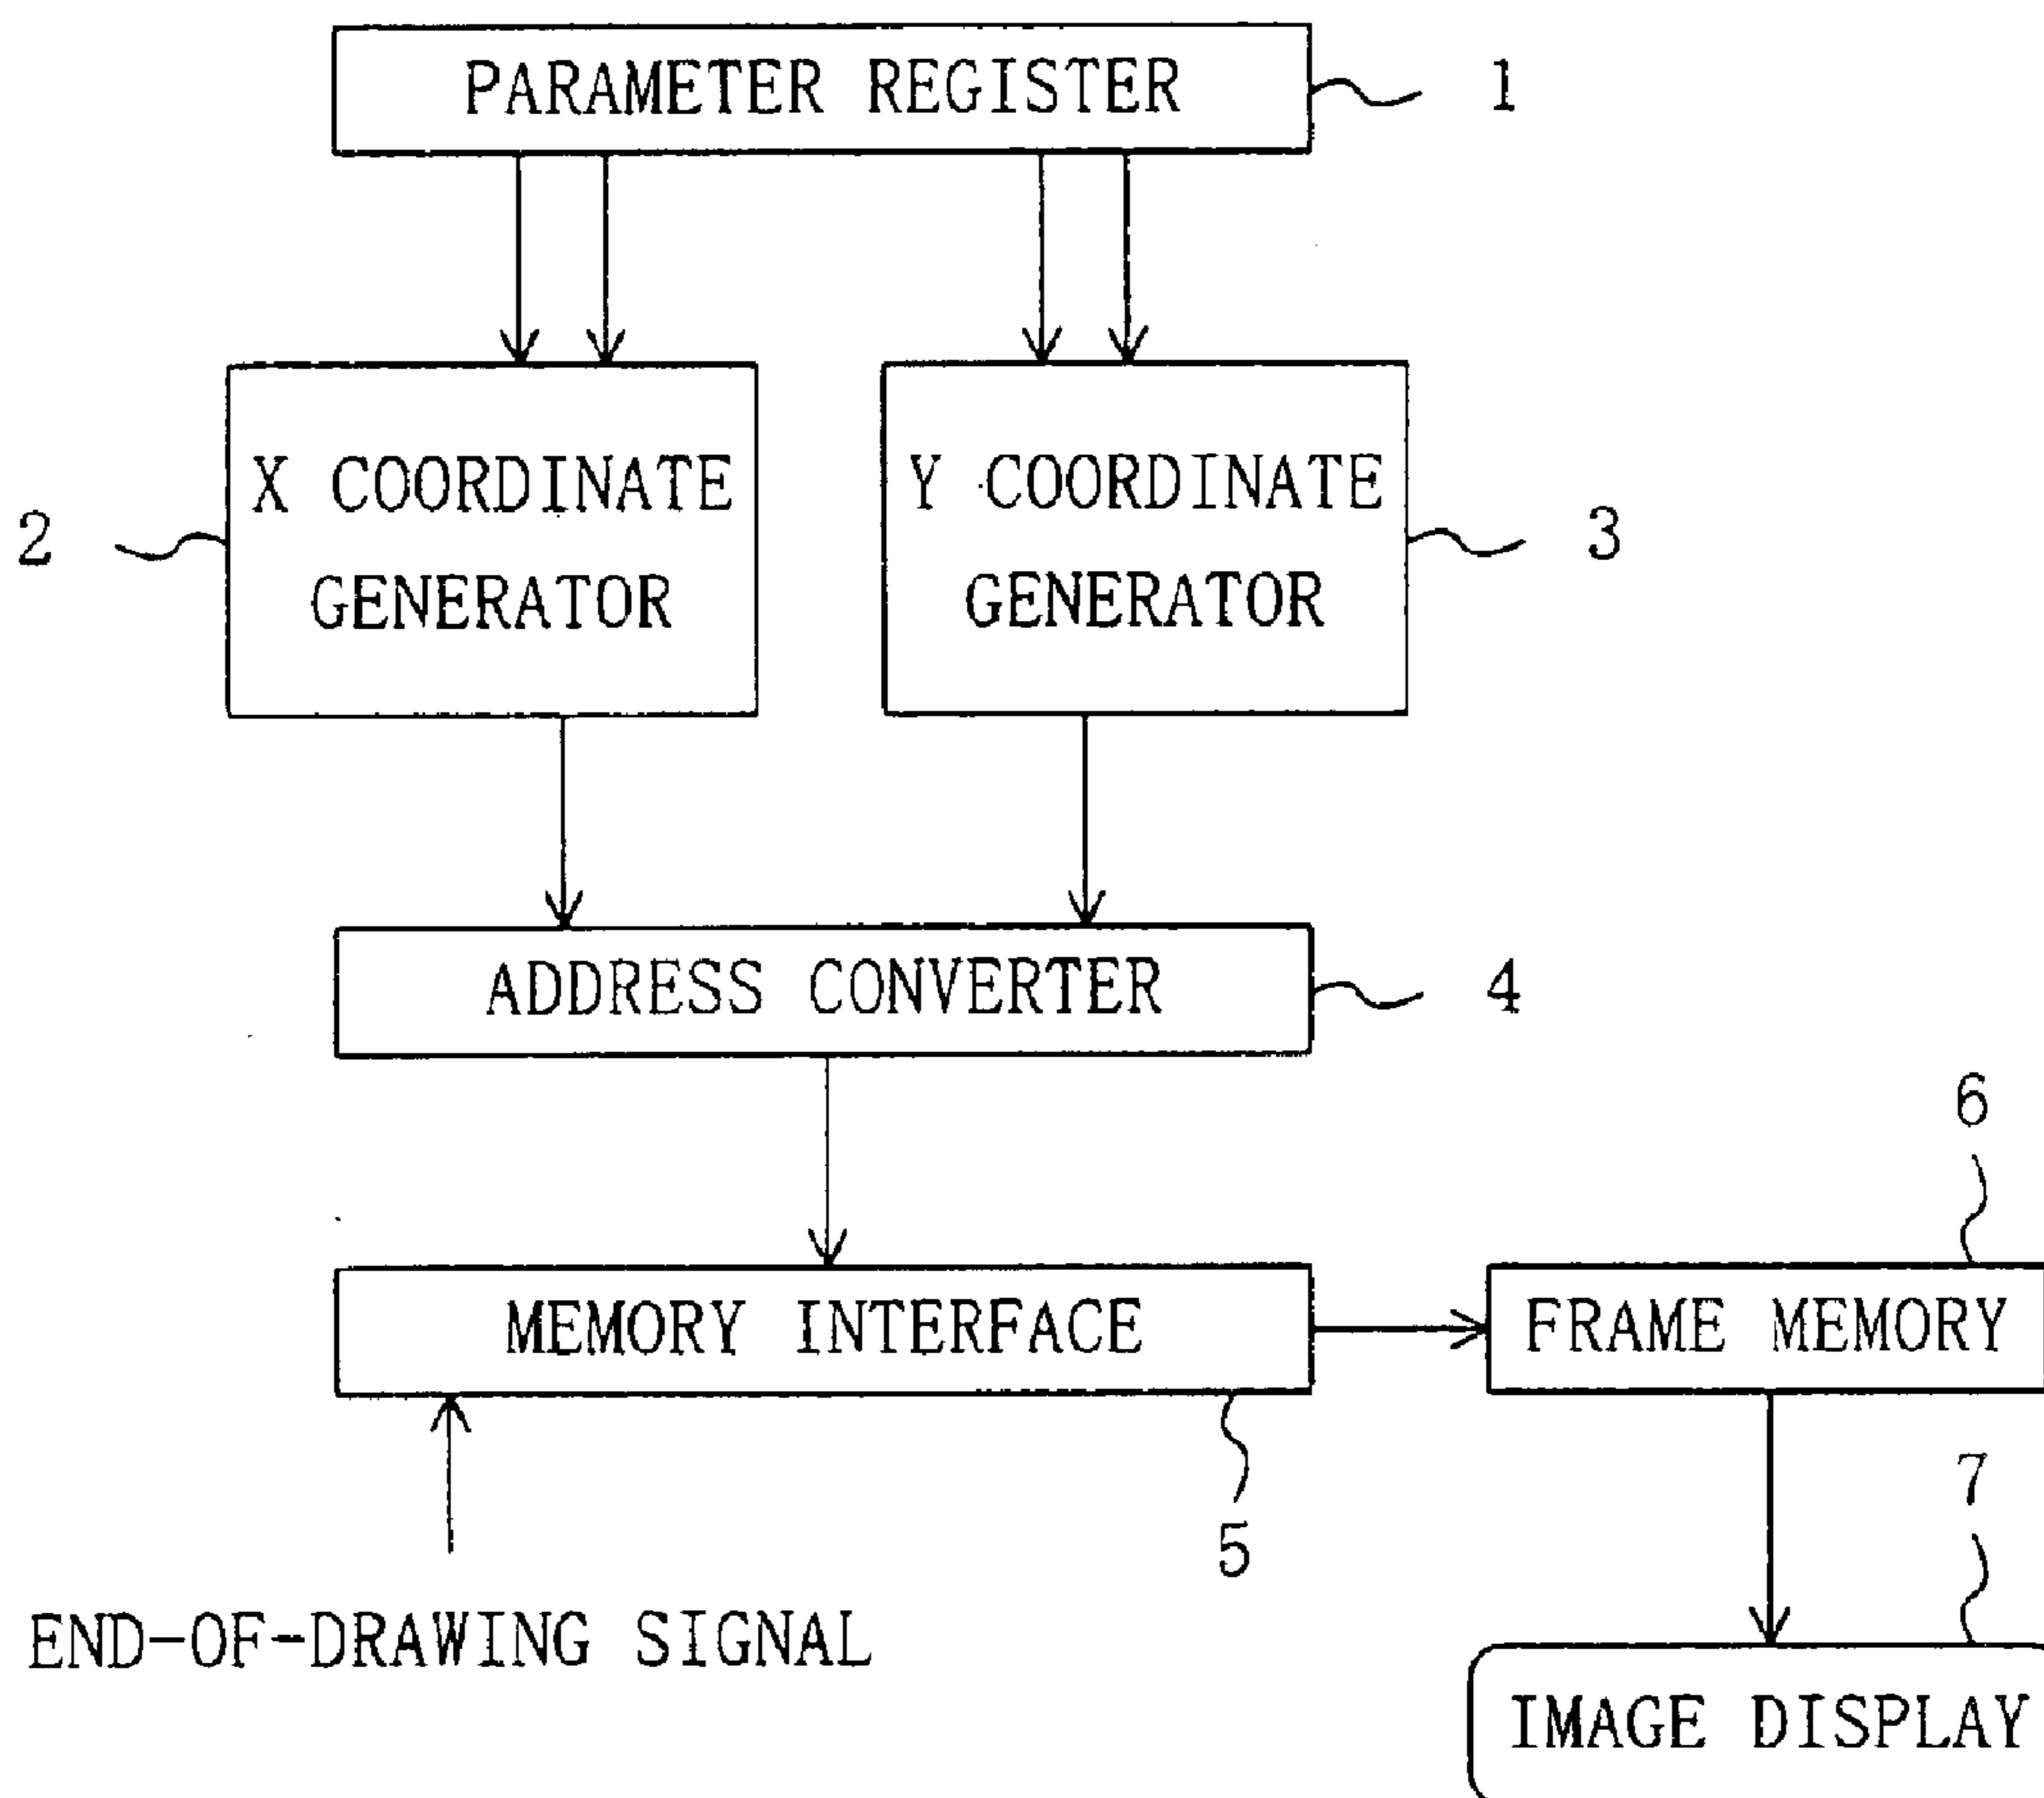 PARAMETER REGISTER
1
X COORDINATE
GENERATOR
2
Y COORDINATE
GENERATOR
3
ADDRESS CONVERTER
4
MEMORY INTERFACE
5
6
FRAME MEMORY
7
END-OF-DRAWING SIGNAL
IMAGE DISPLAY